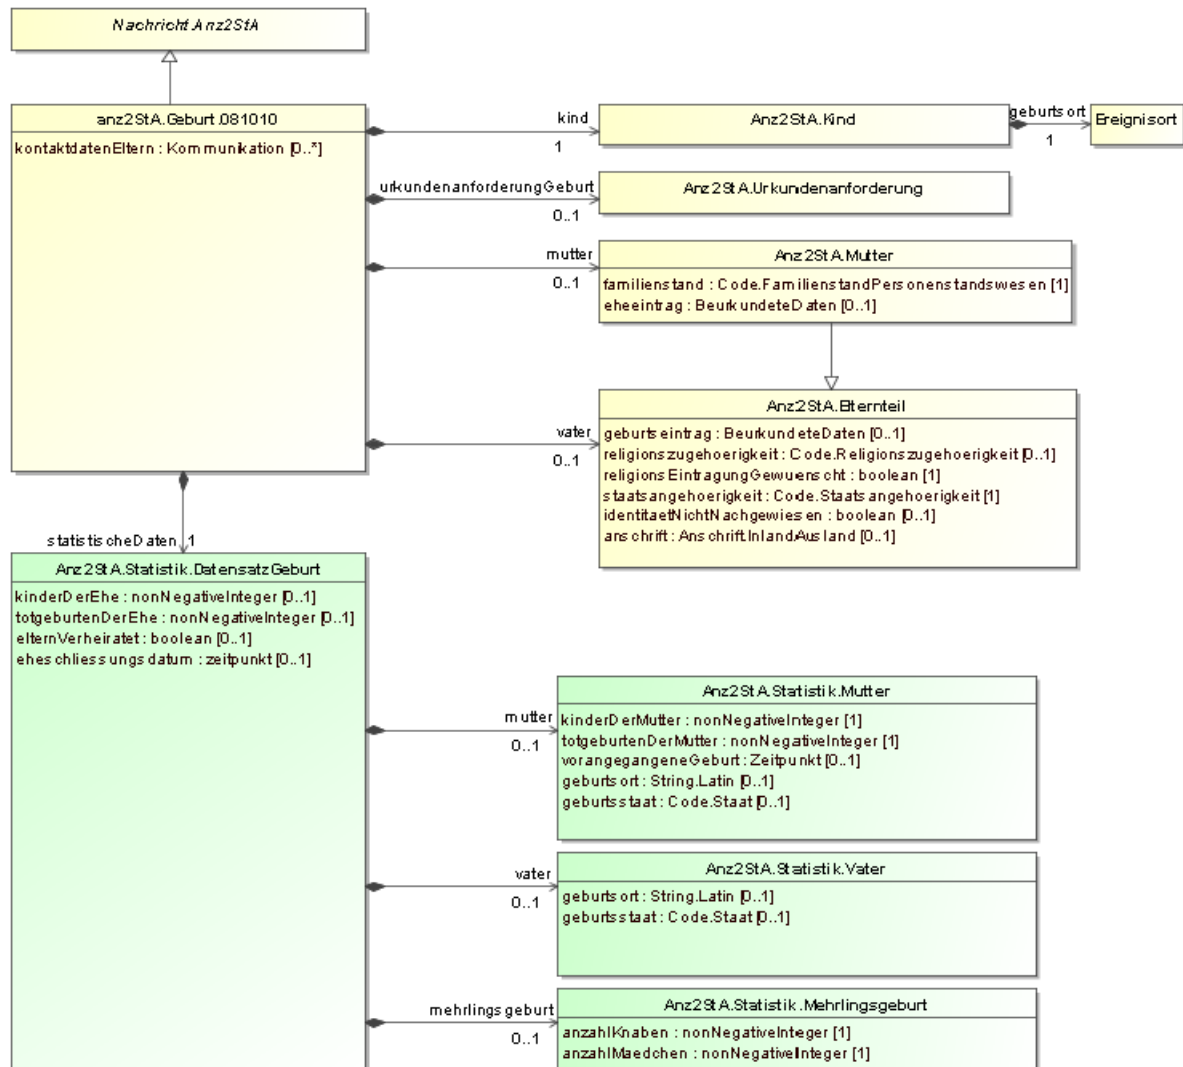 Nachricht.Anz2StA
anz2StA.Geburt.081010
kontaktdatenEltern : Kommunikation [0..*]
kind
1
Anz2StA.Kind
geburtsort
1
Ereignisort
urkundenanforderungGeburt
0..1
Anz2StA.Urkundenanforderung
mutter
0..1
Anz2StA.Mutter
familienstand : Code.FamilienstandPersonenstandswesen [1]
eheeintrag : BeurkundeteDaten [0..1]
vater
0..1
Anz2StA.Elternteil
geburtseintrag : BeurkundeteDaten [0..1]
religionszugehoerigkeit : Code.Religionszugehoerigkeit [0..1]
religionsEintragungGewuenscht : boolean [1]
staatsangehoerigkeit : Code.Staatsangehoerigkeit [1]
identitaetNichtNachgewiesen : boolean [0..1]
anschrift : Anschrift.InlandAusland [0..1]
statistischeDaten 1
Anz2StA.Statistik.DatensatzGeburt
kinderDerEhe : nonNegativeInteger [0..1]
totgeburtenDerEhe : nonNegativeInteger [0..1]
elternVerheiratet : boolean [0..1]
eheschliessungsdatum : zeitpunkt [0..1]
mutter
0..1
Anz2StA.Statistik.Mutter
kinderDerMutter : nonNegativeInteger [1]
totgeburtenDerMutter : nonNegativeInteger [1]
vorangegangeneGeburt : Zeitpunkt [0..1]
geburtsort : String.Latin [0..1]
geburtsstaat : Code.Staat [0..1]
vater
0..1
Anz2StA.Statistik.Vater
geburtsort : String.Latin [0..1]
geburtsstaat : Code.Staat [0..1]
mehrlingsgeburt
0..1
Anz2StA.Statistik.Mehrlingsgeburt
anzahlKnaben : nonNegativeInteger [1]
anzahlMaedchen : nonNegativeInteger [1]